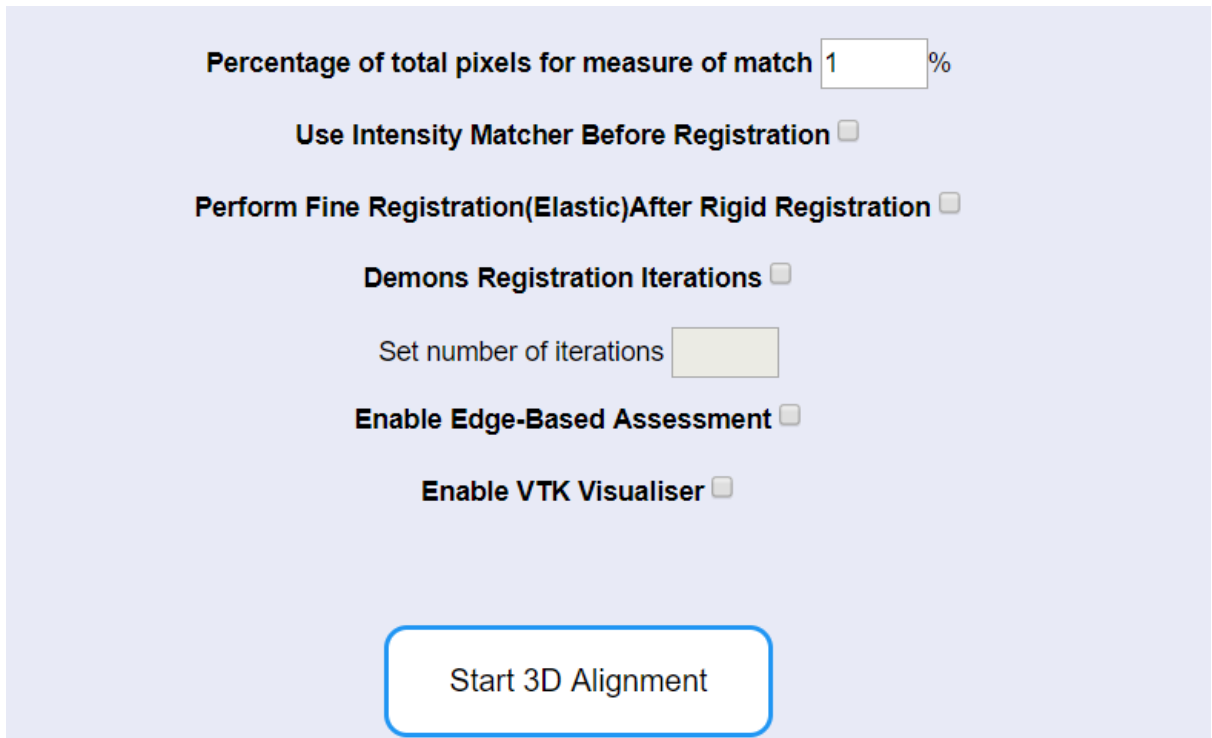 Percentage of total pixels for measure of match 1 %
Use Intensity Matcher Before Registration
Perform Fine Registration(Elastic)After Rigid Registration
Demons Registration Iterations
Set number of iterations
Enable Edge-Based Assessment
Enable VTK Visualiser
Start 3D Alignment